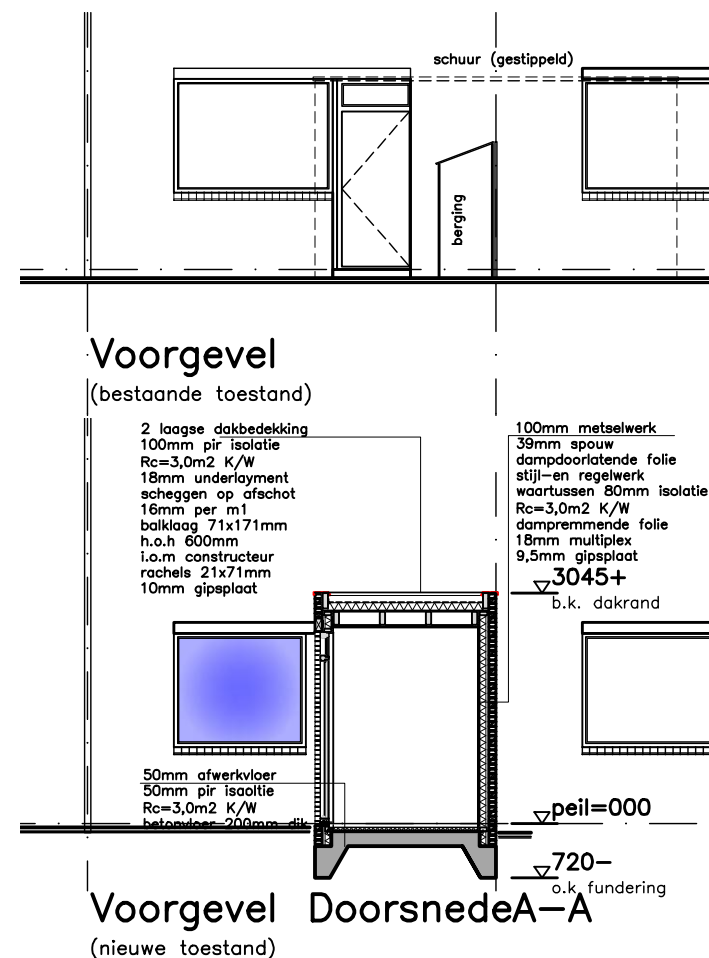 schuur (gestippeld)
berging
Voorgevel
(bestaande toestand)
2 laagse dakbedekking
100mm pir isolatie
Rc=3,0m2 K/W
18mm underlayment
scheggen op afschot
16mm per m1
balklaag 71x171mm
h.o.h 600mm
i.o.m constructeur
rachels 21x71mm
10mm gipsplaat
100mm metselwerk
39mm spouw
dampdoorlatende folie
stijl-en regelwerk
waartussen 80mm isolatie
Rc=3,0m2 K/W
dampremmende folie
18mm multiplex
9,5mm gipsplaat
3045+
b.k. dakrand
50mm afwerkvloer
50mm pir isaoltie
Rc=3,0m2 K/W
betonvloer 200mm dik
peil=000
720-
o.k. fundering
Voorgevel DoorsnedeA-A
(nieuwe toestand)